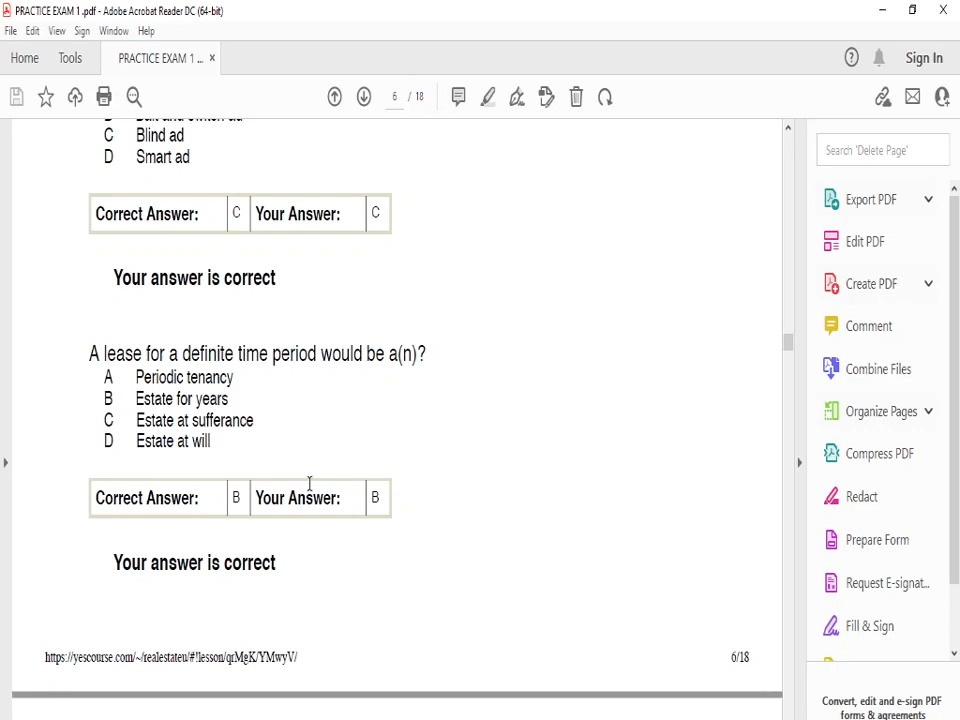 PRACTICE EXAM 1 .pdf - Adobe Acrobat Reader DC (64-bit)
File Edit View Sign Window Help
Home Tools PRACTICE EXAM 1 ... × Sign In
6 / 18
C Blind ad
D Smart ad
Correct Answer: C Your Answer: C
Your answer is correct
A lease for a definite time period would be a(n)?
A Periodic tenancy
B Estate for years
C Estate at sufferance
D Estate at will
Correct Answer: B Your Answer: B
Your answer is correct
https://yescourse.com/~/realestateu/#!lesson/qrMgK/YMwyV/ 6/18
Search 'Delete Page'
Export PDF
Edit PDF
Create PDF
Comment
Combine Files
Organize Pages
Compress PDF
Redact
Prepare Form
Request E-signat...
Fill & Sign
Convert, edit and e-sign PDF
forms & agreements